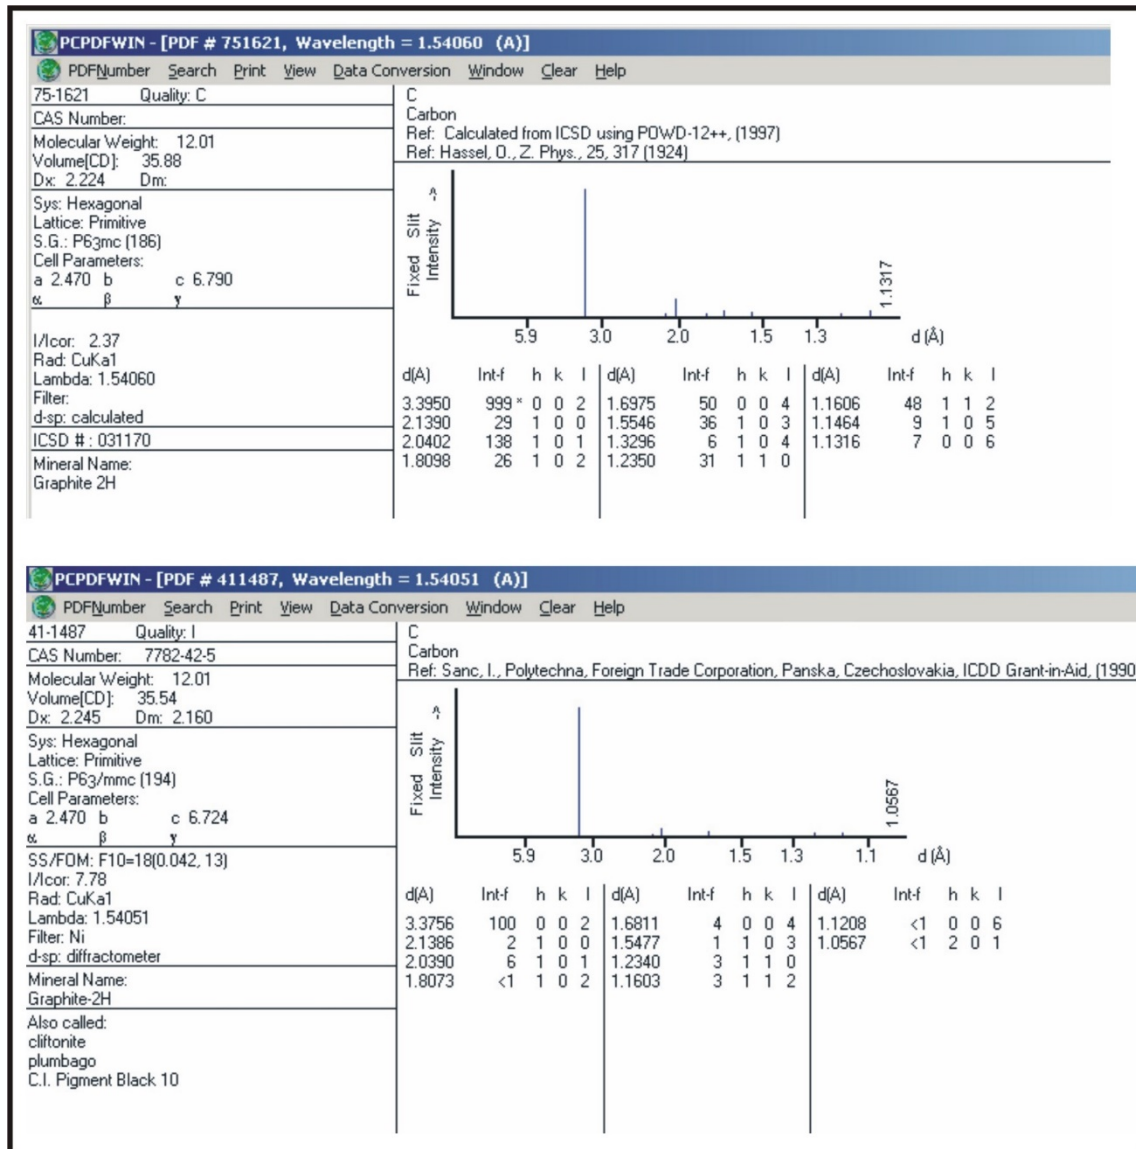 PCPDFWIN - [PDF # 751621, Wavelength = 1.54060 (A)]
PDFNumber Search Print View Data Conversion Window Clear Help
75-1621 Quality: C
CAS Number:
Molecular Weight: 12.01
Volume[CD]: 35.88
Dx: 2.224 Dm:
Sys: Hexagonal
Lattice: Primitive
S.G.: P63mc (186)
Cell Parameters:
a 2.470 b c 6.790
α β γ
I/Icor: 2.37
Rad: CuKa1
Lambda: 1.54060
Filter:
d-sp: calculated
ICSD # : 031170
Mineral Name:
Graphite 2H
C
Carbon
Ref: Calculated from ICSD using POWD-12++, (1997)
Ref: Hassel, O., Z. Phys., 25, 317 (1924)
Fixed Slit
Intensity ->
1.1317
5.9 3.0 2.0 1.5 1.3 d (Å)
d(A) Int-f h k l d(A) Int-f h k l d(A) Int-f h k l
3.3950 999 * 0 0 2 1.6975 50 0 0 4 1.1606 48 1 1 2
2.1390 29 1 0 0 1.5546 36 1 0 3 1.1464 9 1 0 5
2.0402 138 1 0 1 1.3296 6 1 0 4 1.1316 7 0 0 6
1.8098 26 1 0 2 1.2350 31 1 1 0
PCPDFWIN - [PDF # 411487, Wavelength = 1.54051 (A)]
PDFNumber Search Print View Data Conversion Window Clear Help
41-1487 Quality: I
CAS Number: 7782-42-5
Molecular Weight: 12.01
Volume[CD]: 35.54
Dx: 2.245 Dm: 2.160
Sys: Hexagonal
Lattice: Primitive
S.G.: P63/mmc (194)
Cell Parameters:
a 2.470 b c 6.724
α β γ
SS/FOM: F10=18(0.042, 13)
I/Icor: 7.78
Rad: CuKa1
Lambda: 1.54051
Filter: Ni
d-sp: diffractometer
Mineral Name:
Graphite-2H
Also called:
cliftonite
plumbago
C.I. Pigment Black 10
C
Carbon
Ref: Sanc, I., Polytechna, Foreign Trade Corporation, Panska, Czechoslovakia, ICDD Grant-in-Aid, (1990
Fixed Slit
Intensity ->
1.0567
5.9 3.0 2.0 1.5 1.3 1.1 d (Å)
d(A) Int-f h k l d(A) Int-f h k l d(A) Int-f h k l
3.3756 100 0 0 2 1.6811 4 0 0 4 1.1208 <1 0 0 6
2.1386 2 1 0 0 1.5477 1 1 0 3 1.0567 <1 2 0 1
2.0390 6 1 0 1 1.2340 3 1 1 0
1.8073 <1 1 0 2 1.1603 3 1 1 2